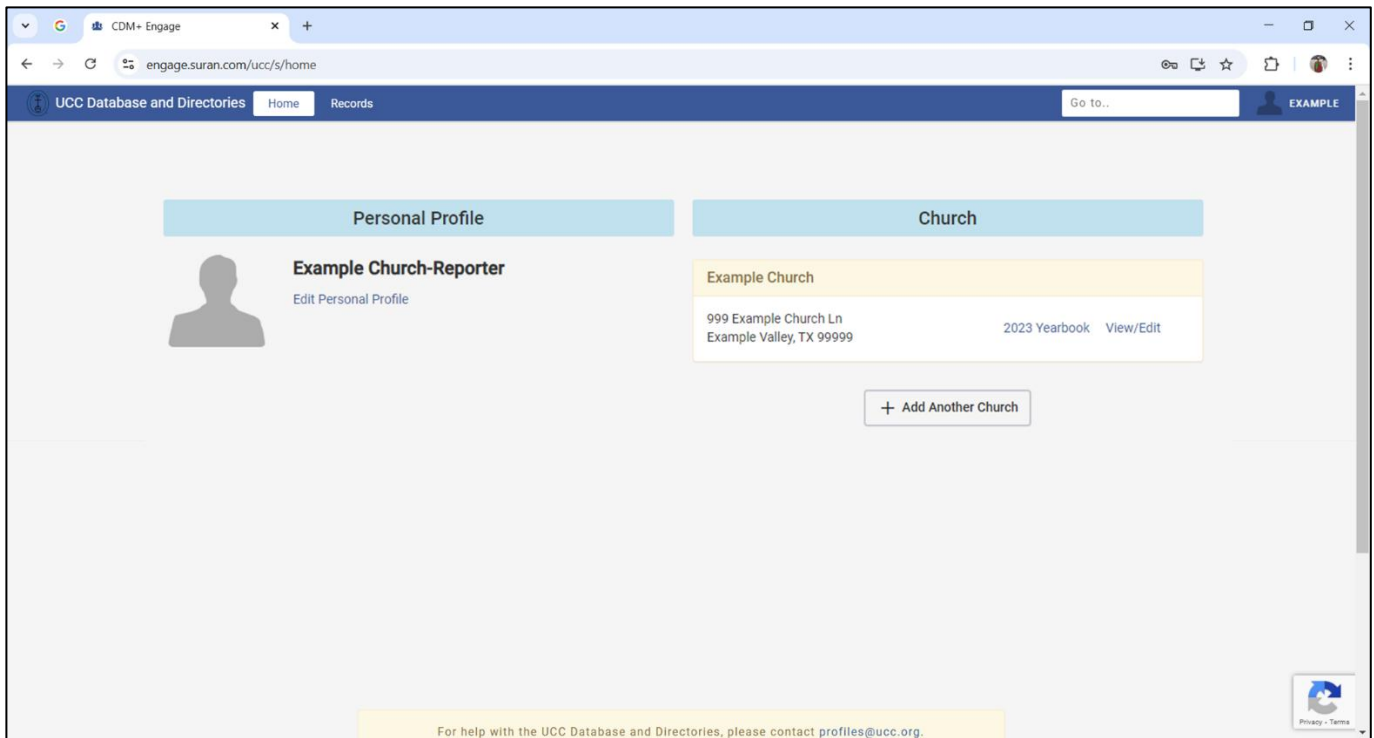 CDM+ Engage
engage.suran.com/ucc/s/home
UCC Database and Directories Home Records Go to.. EXAMPLE
Personal Profile
Example Church-Reporter
Edit Personal Profile
Church
Example Church
999 Example Church Ln
Example Valley, TX 99999
2023 Yearbook View/Edit
+ Add Another Church
For help with the UCC Database and Directories, please contact profiles@ucc.org.
Privacy - Terms